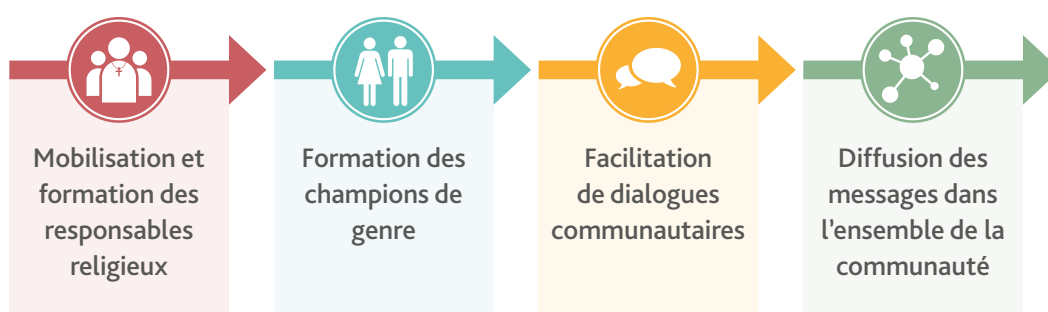 Mobilisation et
formation des
responsables
religieux
Formation des
champions de
genre
Facilitation
de dialogues
communautaires
Diffusion des
messages dans
l'ensemble de la
communauté